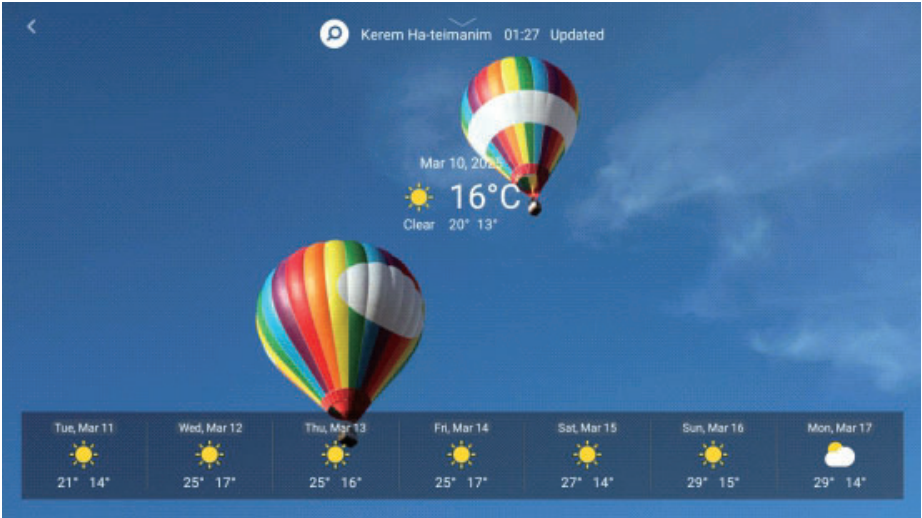 Kerem Ha-teimanim 01:27 Updated
Mar 10, 2025
16°C
Clear 20° 13°
Tue, Mar 11
21° 14°
Wed, Mar 12
25° 17°
Thu, Mar 13
25° 16°
Fri, Mar 14
25° 17°
Sat, Mar 15
27° 14°
Sun, Mar 16
29° 15°
Mon, Mar 17
29° 14°